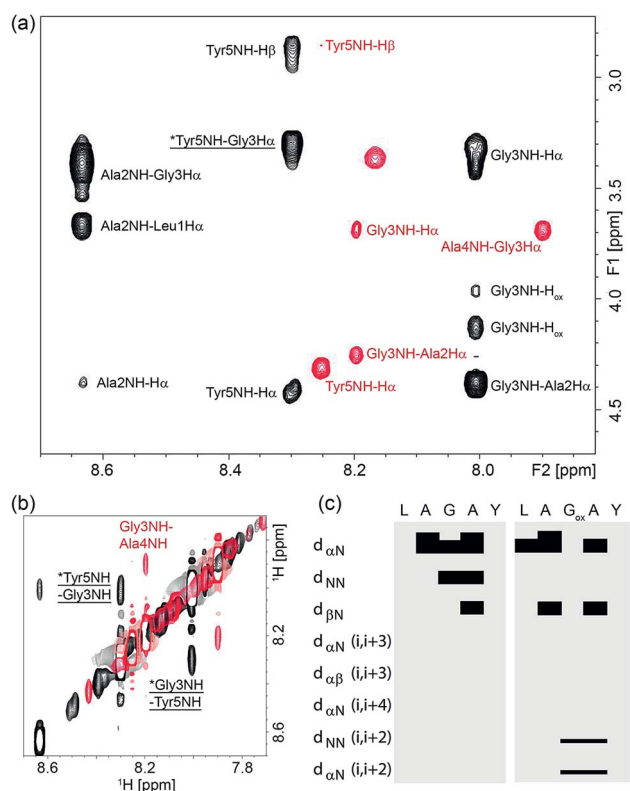 (a)
Tyr5NH-Hβ Tyr5NH-Hβ
3.0
*Tyr5NH-Gly3Hα
Gly3NH-Hα
Ala2NH-Gly3Hα
3.5
Ala2NH-Leu1Hα
Gly3NH-Hα
Ala4NH-Gly3Hα
F1 [ppm]
Gly3NH-Hox
4.0
Gly3NH-Hox
Gly3NH-Ala2Hα
Ala2NH-Hα
Tyr5NH-Hα
Tyr5NH-Hα
Gly3NH-Ala2Hα
4.5
8.6 8.4 8.2 8.0 F2 [ppm]
(b)
Gly3NH-
Ala4NH
*Tyr5NH
-Gly3NH
*Gly3NH
-Tyr5NH
7.8
8.2
8.6
¹H [ppm]
8.6 8.2 7.8
¹H [ppm]
(c)
L A G A Y L A Gox A Y
dαN
dNN
dβN
dαN (i,i+3)
dαβ (i,i+3)
dαN (i,i+4)
dNN (i,i+2)
dαN (i,i+2)